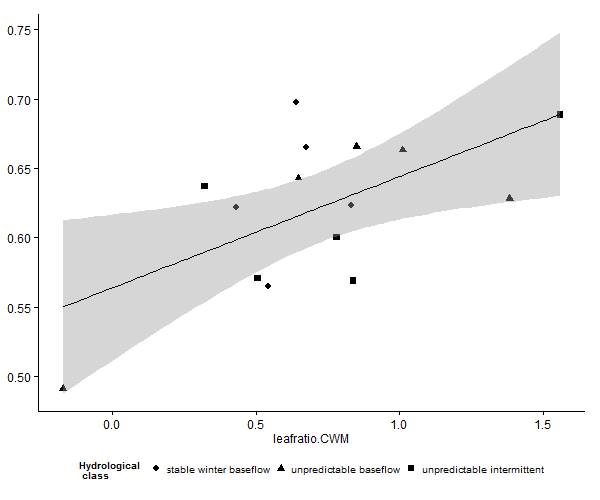 0.75
0.70
0.65
0.60
0.55
0.50
0.0 0.5 1.0 1.5
leafratio.CWM
Hydrological
class
stable winter baseflow unpredictable baseflow unpredictable intermittent